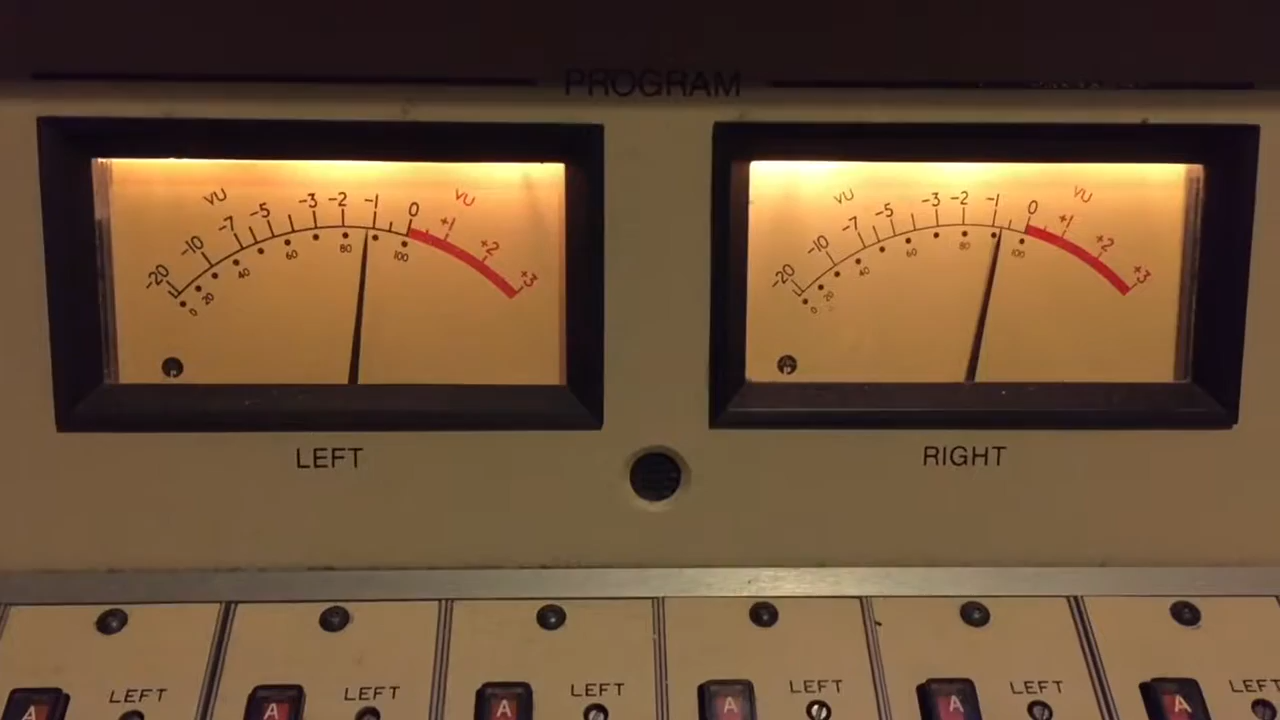 PROGRAM
VU VU
-20 -10 -7 -5 -3 -2 -1 0 +1 +2 +3
0 20 40 60 80 100
VU VU
-20 -10 -7 -5 -3 -2 -1 0 +1 +2 +3
0 20 40 60 80 100
LEFT
RIGHT
LEFT LEFT LEFT LEFT LEFT LEFT
A A A A A A